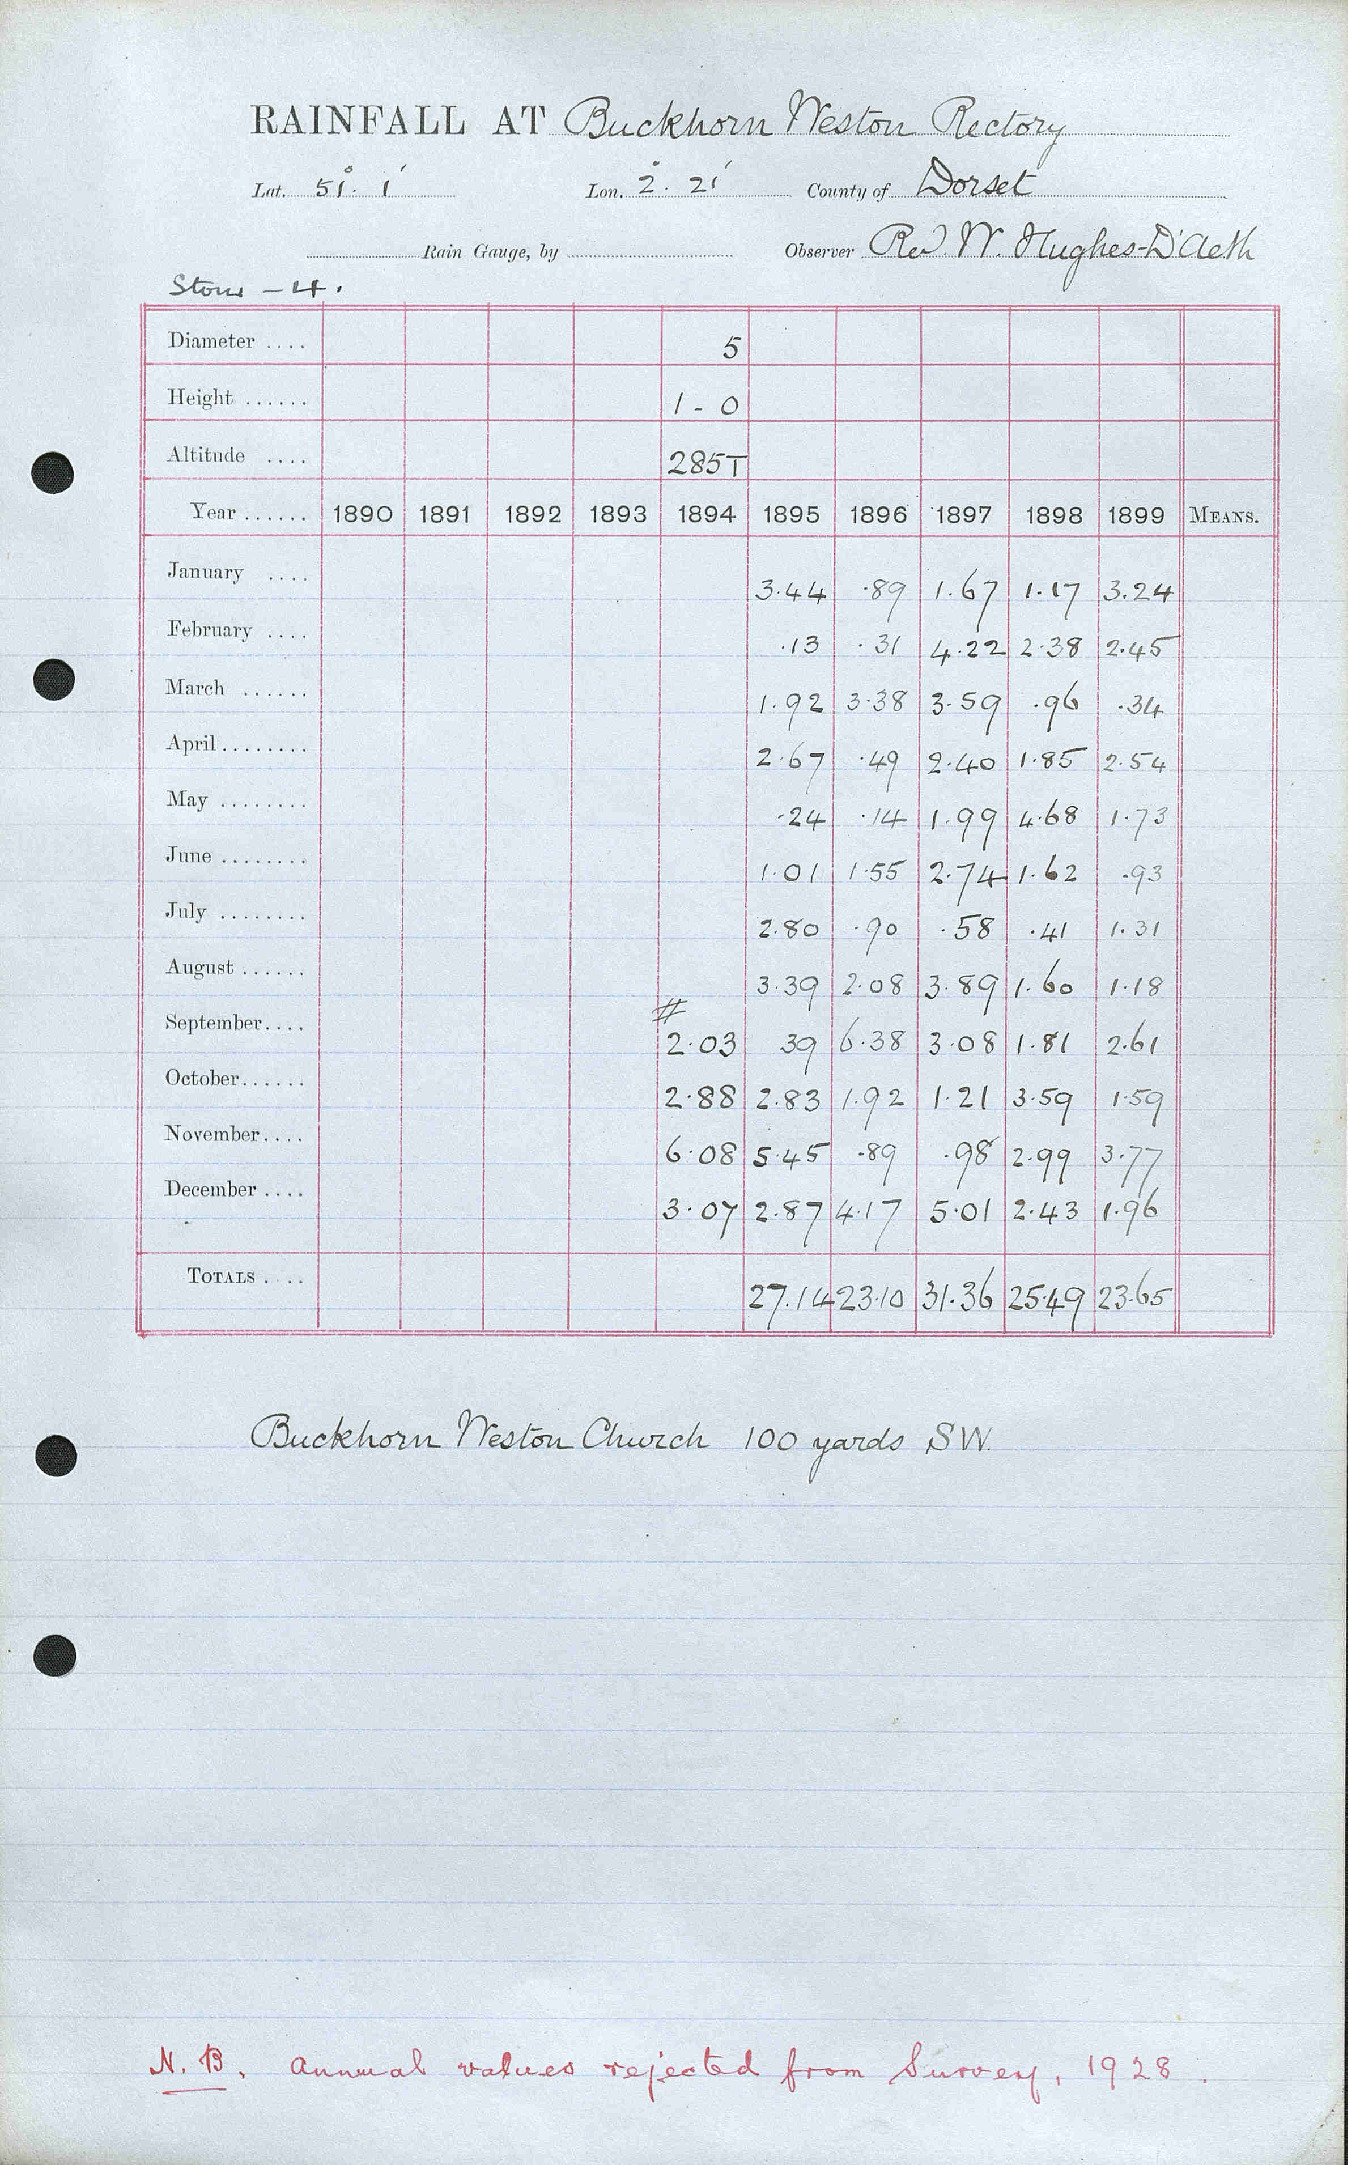 RAINFALL AT Buckhorn Weston Rectory
Lat. 51°. 1′ Lon. 2°. 21′ County of Dorset
Rain Gauge, by Observer Rev. W. Hughes-D'Aeth
Stour - 4.
Diameter .... 5
Height ...... 1 - 0
Altitude .... 285T
Year ...... 1890 1891 1892 1893 1894 1895 1896 1897 1898 1899 MEANS.
January .... 3.44 .89 1.67 1.17 3.24
February .... .13 .31 4.22 2.38 2.45
March ...... 1.92 3.38 3.59 .96 .34
April ........ 2.67 .49 2.40 1.85 2.54
May ........ .24 .14 1.99 4.68 1.73
June ........ 1.01 1.55 2.74 1.62 .93
July ........ 2.80 .90 .58 .41 1.31
August ...... 3.39 2.08 3.89 1.60 1.18
#
September.... 2.03 39 6.38 3.08 1.81 2.61
October...... 2.88 2.83 1.92 1.21 3.59 1.59
November.... 6.08 5.45 .89 .98 2.99 3.77
December .... 3.07 2.87 4.17 5.01 2.43 1.96
TOTALS .... 27.14 23.10 31.36 25.49 23.65
Buckhorn Weston Church 100 yards SW.
N.B. Annual values rejected from Survey, 1928.